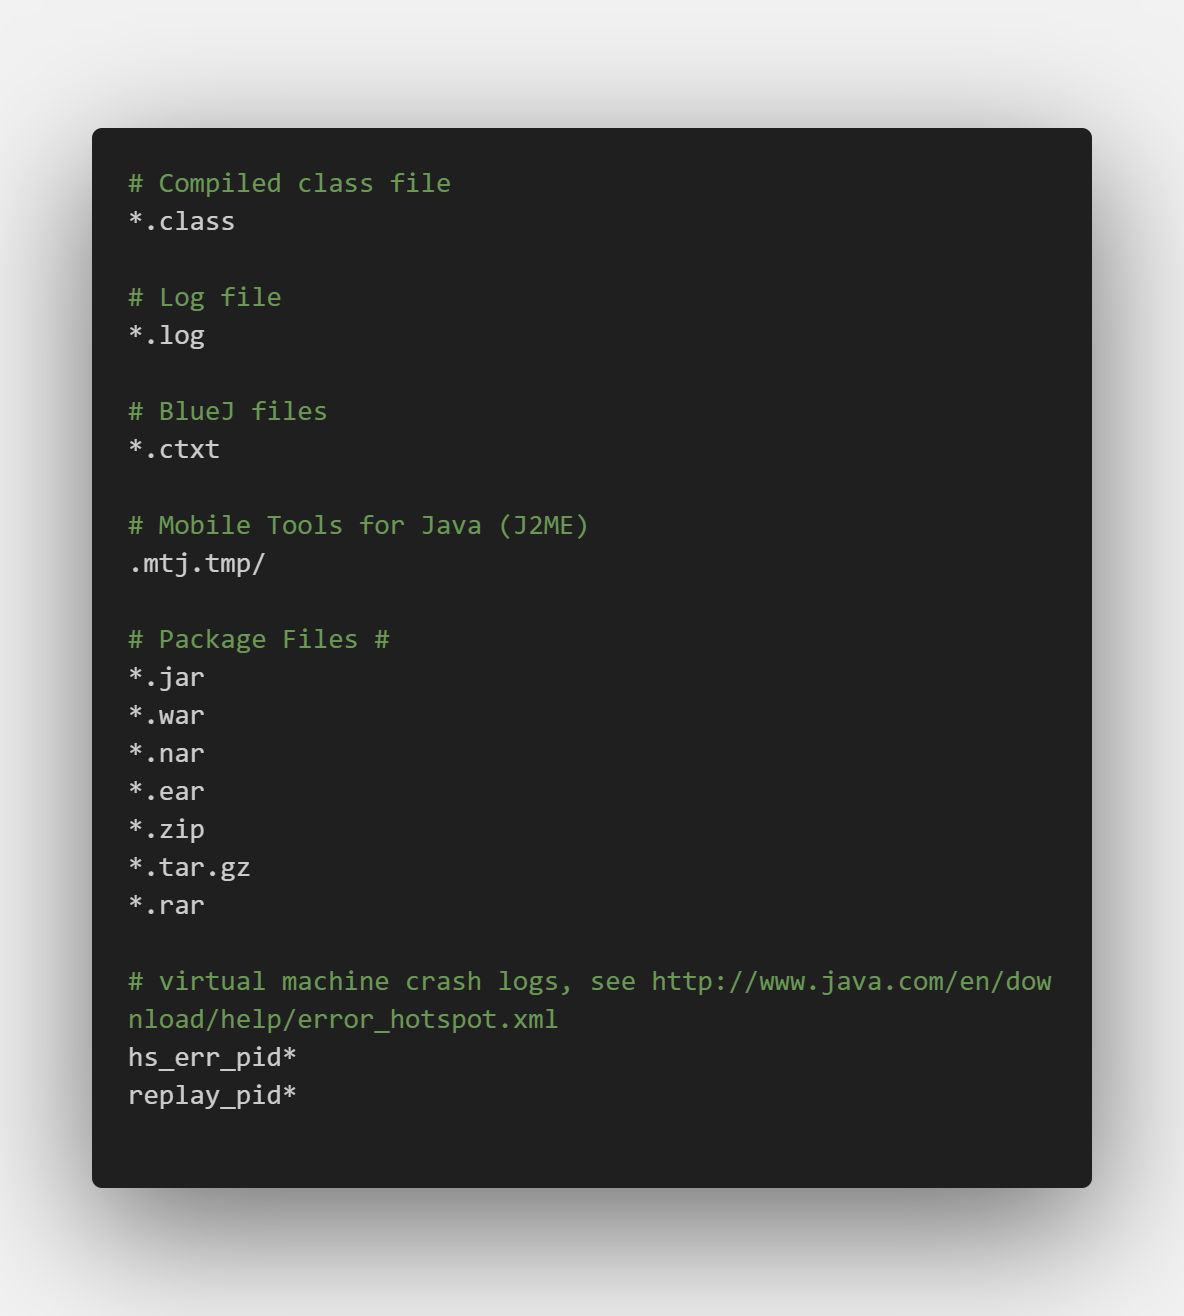 # Compiled class file
*.class

# Log file
*.log

# BlueJ files
*.ctxt

# Mobile Tools for Java (J2ME)
.mtj.tmp/

# Package Files #
*.jar
*.war
*.nar
*.ear
*.zip
*.tar.gz
*.rar

# virtual machine crash logs, see http://www.java.com/en/dow
nload/help/error_hotspot.xml
hs_err_pid*
replay_pid*